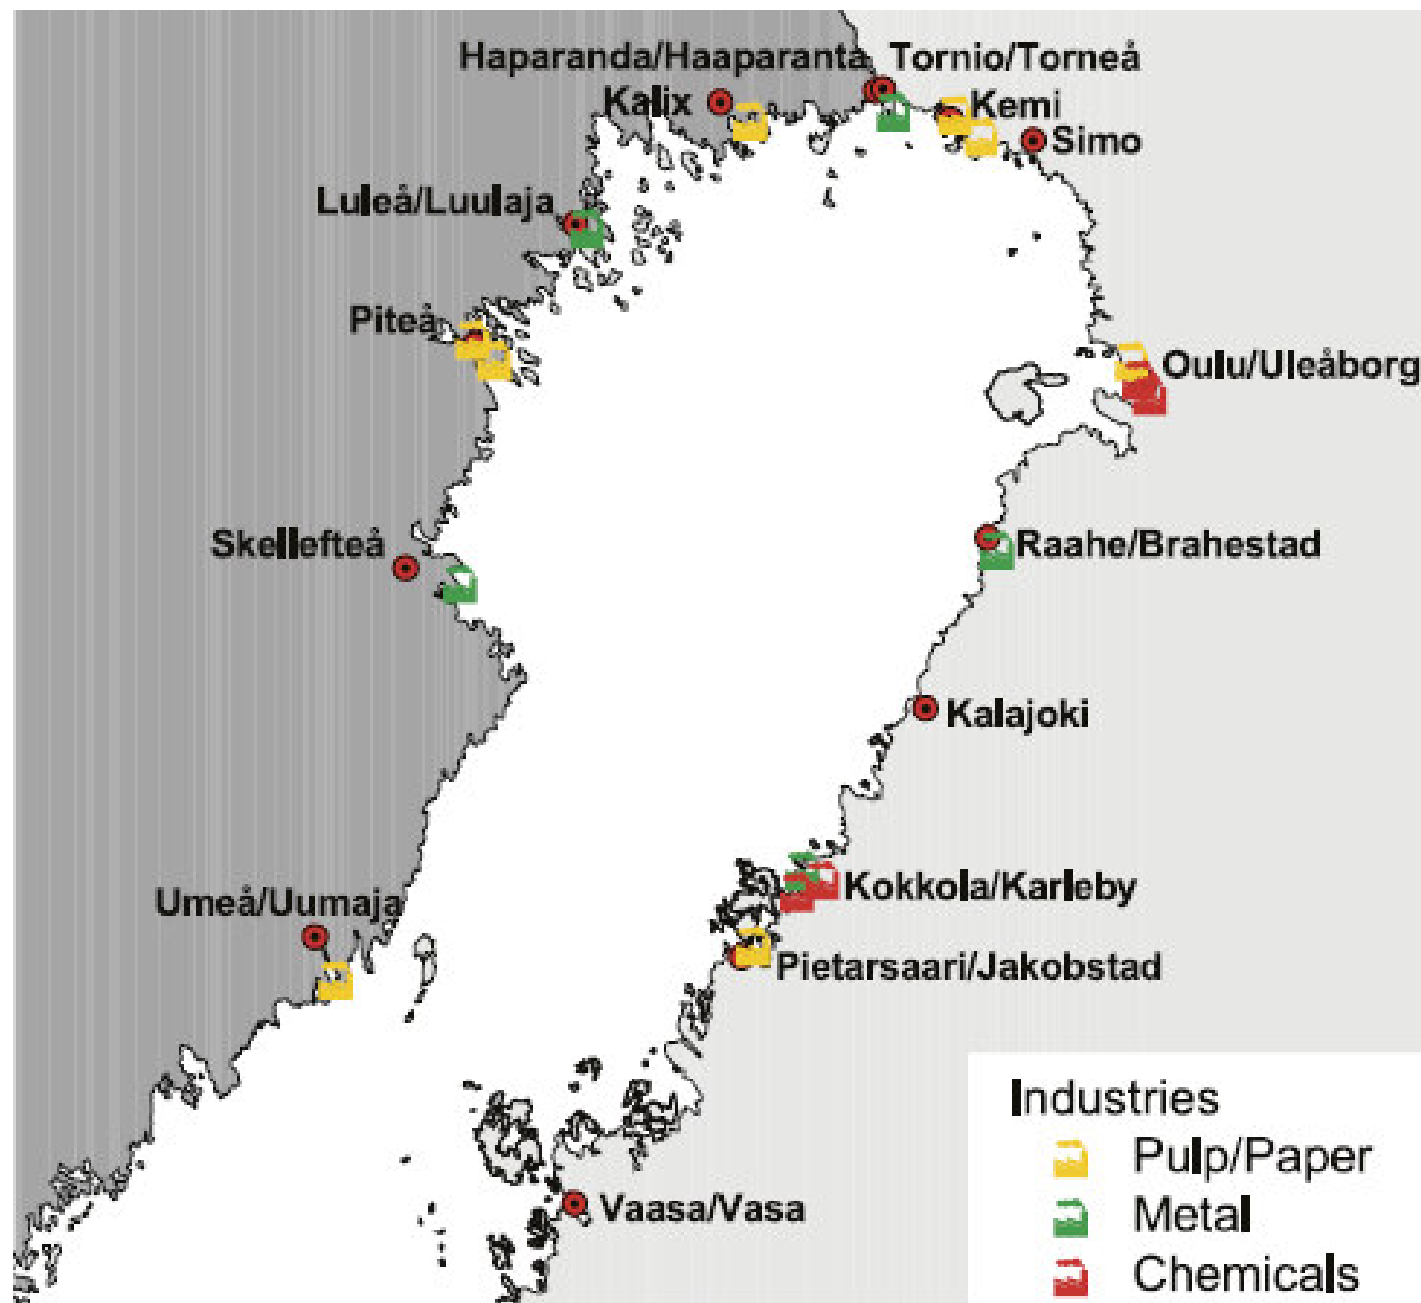 Haparanda/Haaparanta
Tornio/Torneå
Kalix
Kemi
Simo
Luleå/Luulaja
Piteå
Oulu/Uleåborg
Skellefteå
Raahe/Brahestad
Kalajoki
Umeå/Uumaja
Kokkola/Karleby
Pietarsaari/Jakobstad
Vaasa/Vasa
Industries
Pulp/Paper
Metal
Chemicals